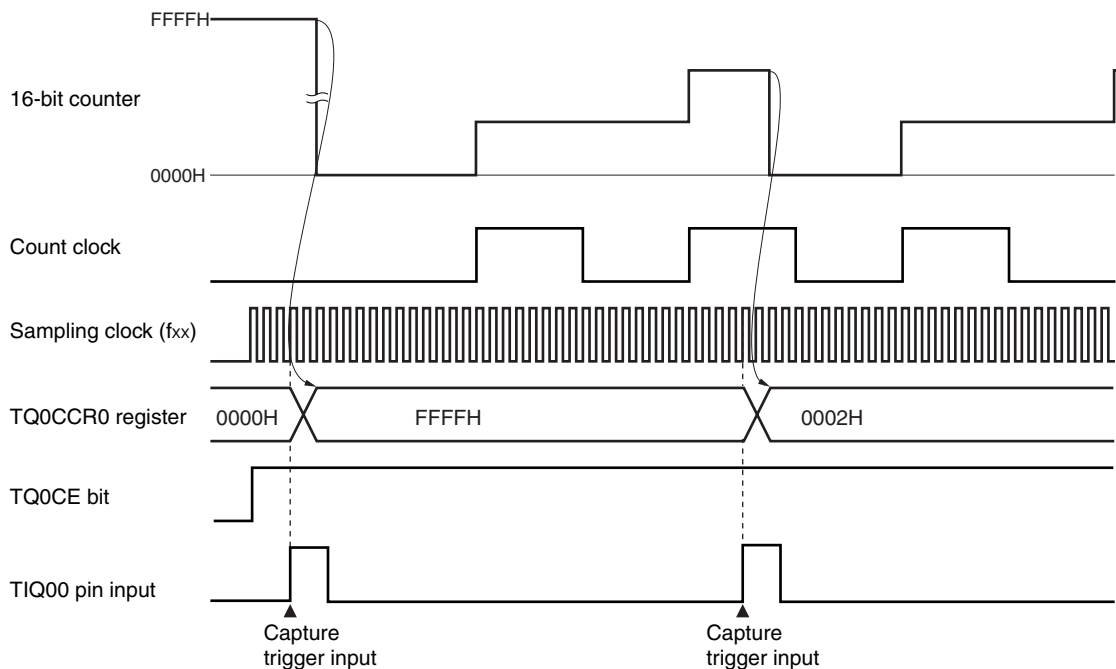 FFFFH
16-bit counter
0000H
Count clock
Sampling clock (fxx)
TQ0CCR0 register
0000H
FFFFH
0002H
TQ0CE bit
TIQ00 pin input
Capture
trigger input
Capture
trigger input